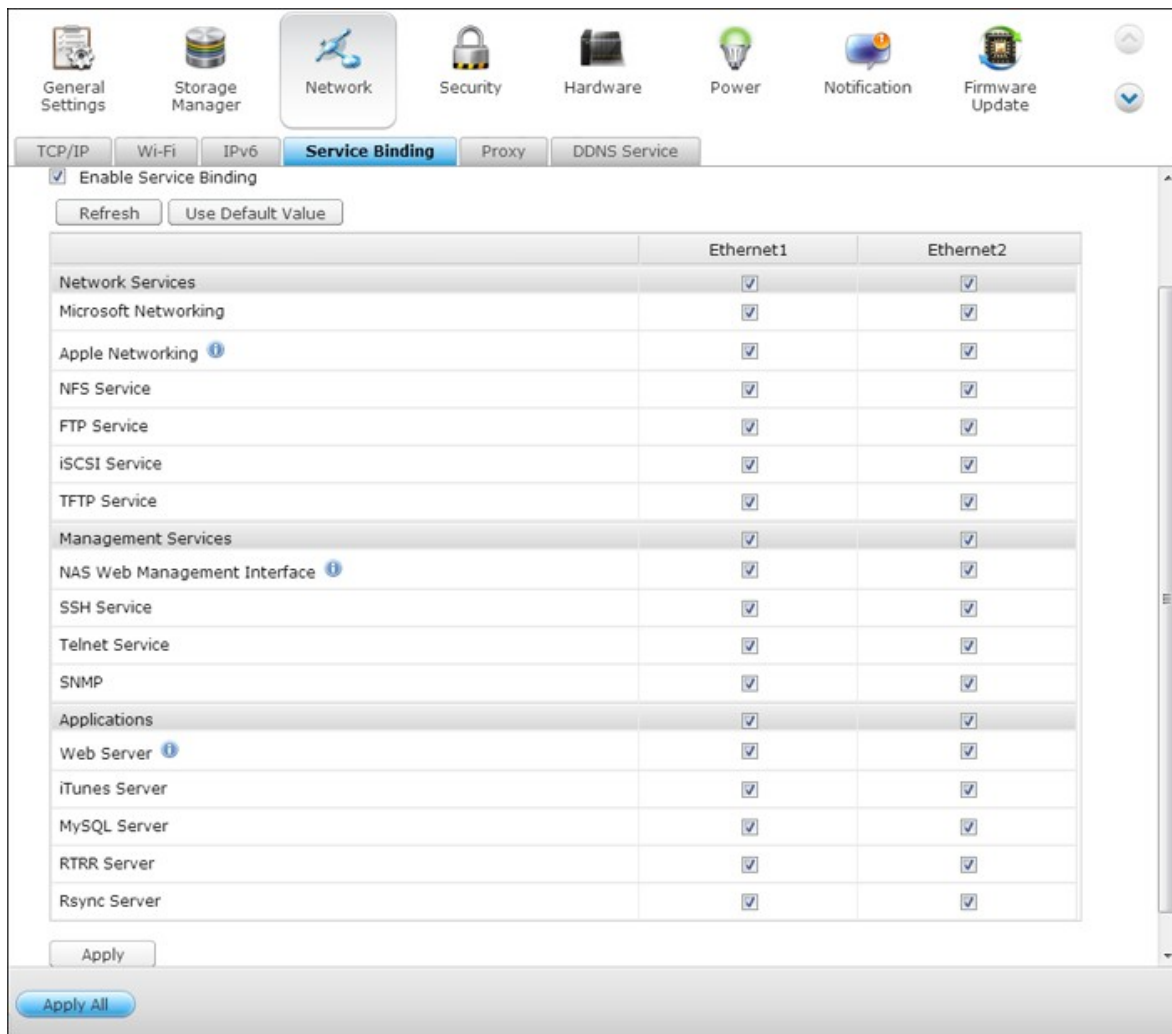 General Settings
Storage Manager
Network
Security
Hardware
Power
Notification
Firmware Update
TCP/IP
Wi-Fi
IPv6
Service Binding
Proxy
DDNS Service
Enable Service Binding
Refresh
Use Default Value
Ethernet1
Ethernet2
Network Services
Microsoft Networking
Apple Networking
NFS Service
FTP Service
iSCSI Service
TFTP Service
Management Services
NAS Web Management Interface
SSH Service
Telnet Service
SNMP
Applications
Web Server
iTunes Server
MySQL Server
RTRR Server
Rsync Server
Apply
Apply All